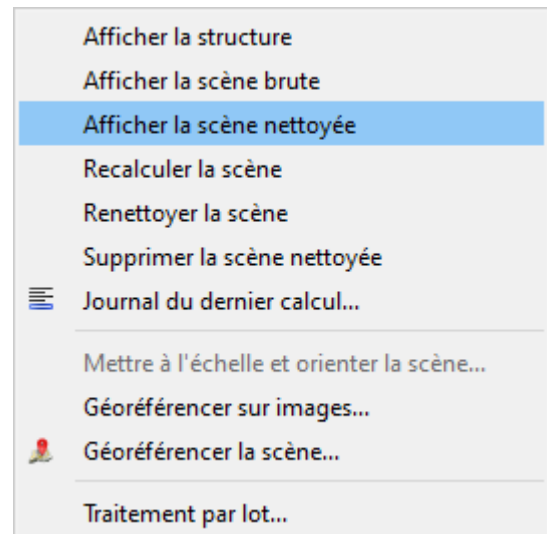 Afficher la structure
Afficher la scène brute
Afficher la scène nettoyée
Recalculer la scène
Renettoyer la scène
Supprimer la scène nettoyée
Journal du dernier calcul...
Mettre à l'échelle et orienter la scène...
Géoréférencer sur images...
Géoréférencer la scène...
Traitement par lot...